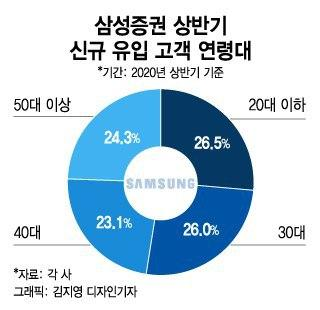 삼성증권 상반기
신규 유입 고객 연령대
*기간: 2020년 상반기 기준
50대 이상
20대 이하
24.3%
26.5%
SAMSUNG
23.1%
26.0%
40대
30대
*자료: 각 사
그래픽: 김지영 디자인기자